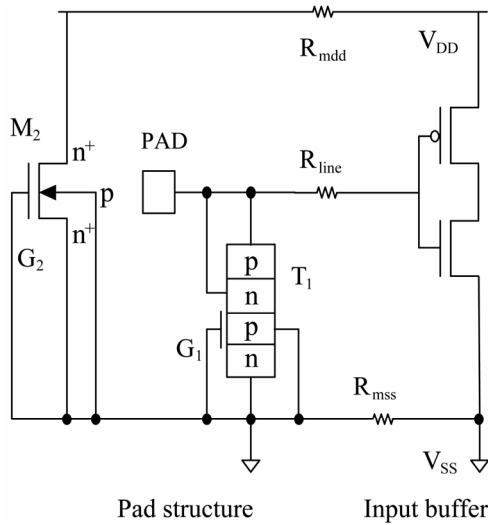 R_mdd
V_DD
M_2
n^+
PAD
R_line
p
n^+
G_2
p
n
T_1
p
G_1
n
R_mss
V_SS
Pad structure
Input buffer